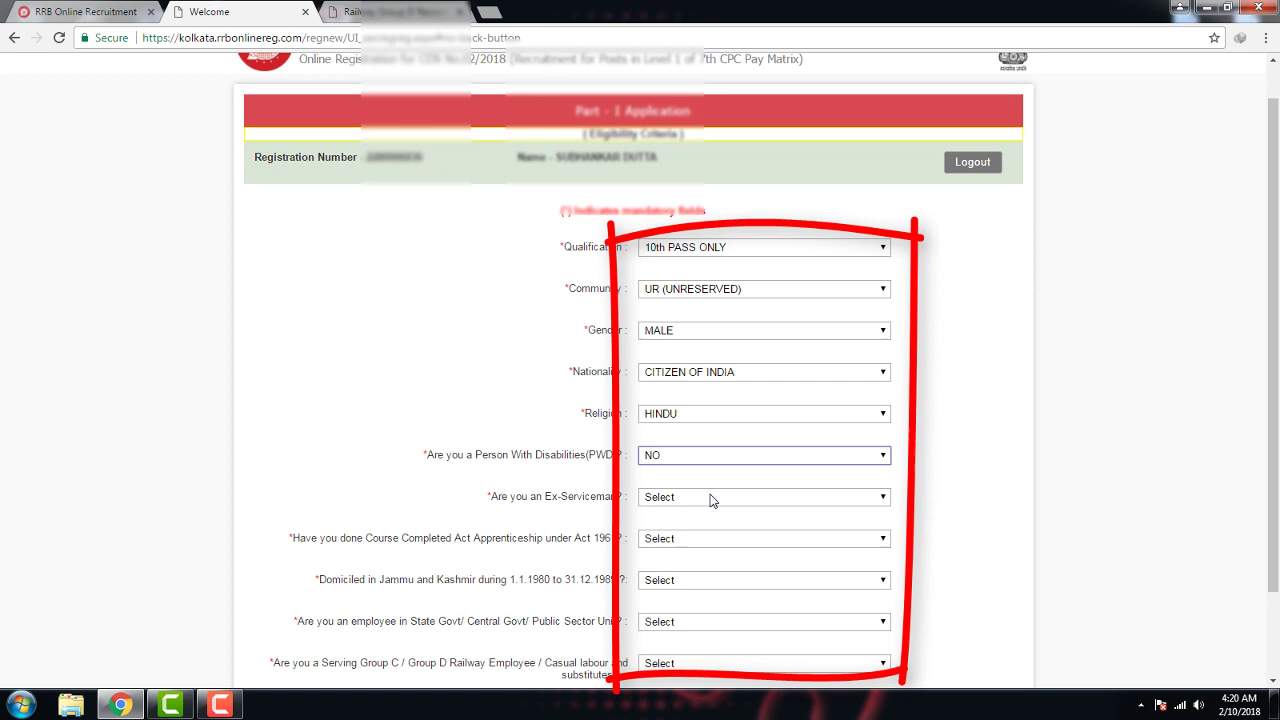 RRB Online Recruitment
Welcome
Railway Group D Recru
Secure https://kolkata.rrbonlinereg.com/regnew/UI back-button
Online Registration for CEN No.02/2018 [Recruitment for Posts in Level 1 of 7th CPC Pay Matrix)
Part - I Application
( Eligibility Criteria )
Registration Number
Name - SUBHANKAR DUTTA
Logout
(*) Indicates mandatory fields
*Qualification : 10th PASS ONLY
*Community : UR (UNRESERVED)
*Gender : MALE
*Nationality : CITIZEN OF INDIA
*Religion : HINDU
*Are you a Person With Disabilities(PWD)? : NO
*Are you an Ex-Serviceman? : Select
*Have you done Course Completed Act Apprenticeship under Act 1961? : Select
*Domiciled in Jammu and Kashmir during 1.1.1980 to 31.12.1989 ?: Select
*Are you an employee in State Govt/ Central Govt/ Public Sector Unit? : Select
*Are you a Serving Group C / Group D Railway Employee / Casual labour and Select
substitutes
4:20 AM
2/10/2018